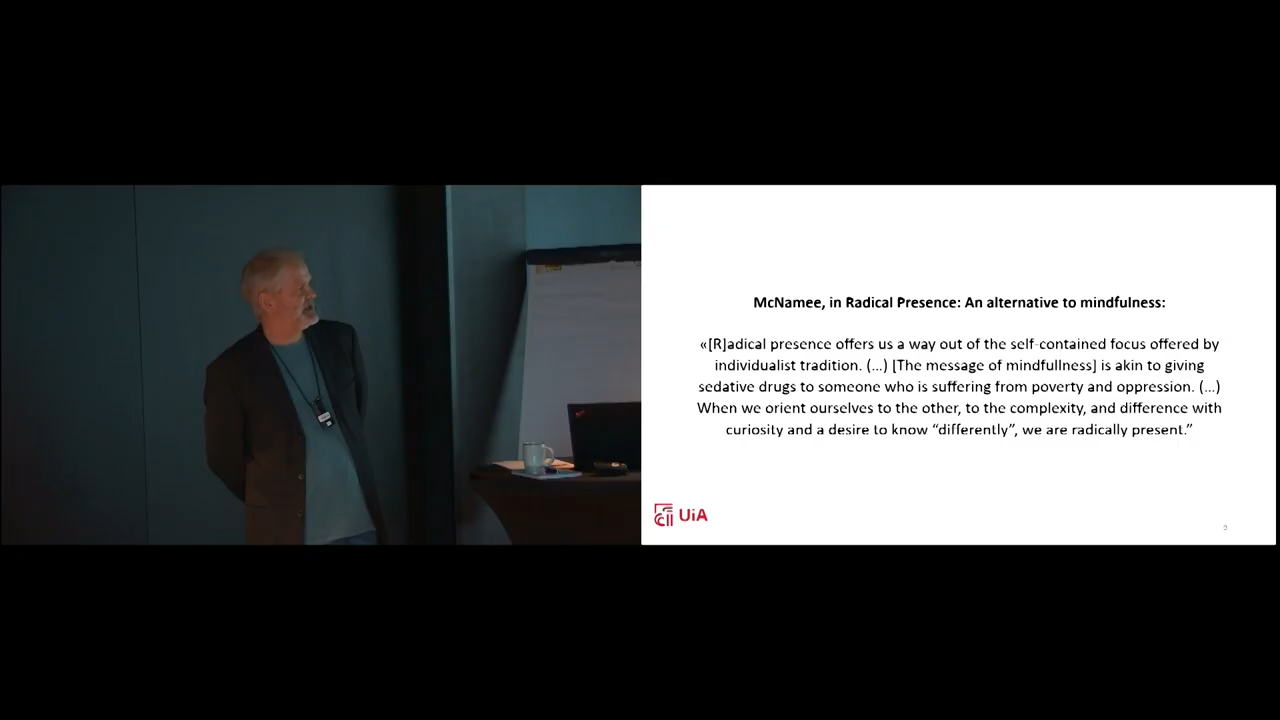 McNamee, in Radical Presence: An alternative to mindfulness:
«[R]adical presence offers us a way out of the self-contained focus offered by
individualist tradition. (...) [The message of mindfullness] is akin to giving
sedative drugs to someone who is suffering from poverty and oppression. (...)
When we orient ourselves to the other, to the complexity, and difference with
curiosity and a desire to know “differently”, we are radically present.”
UiA